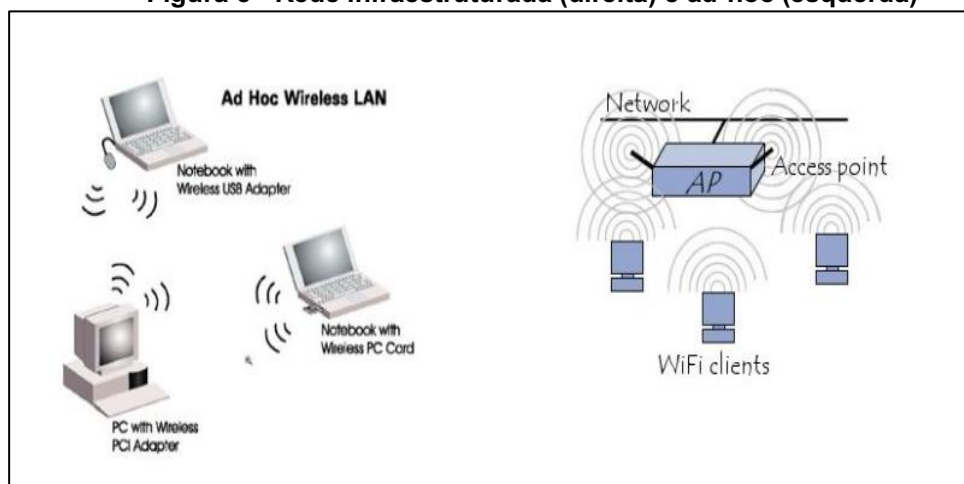 Figura - Rede Infraestruturada (direita) e ad-hoc (esquerda)
Ad Hoc Wireless LAN
Notebook with
Wireless USB Adapter
Notebook with
Wireless PC Card
PC with Wireless
PCI Adapter
Network
AP
Access point
WiFi clients